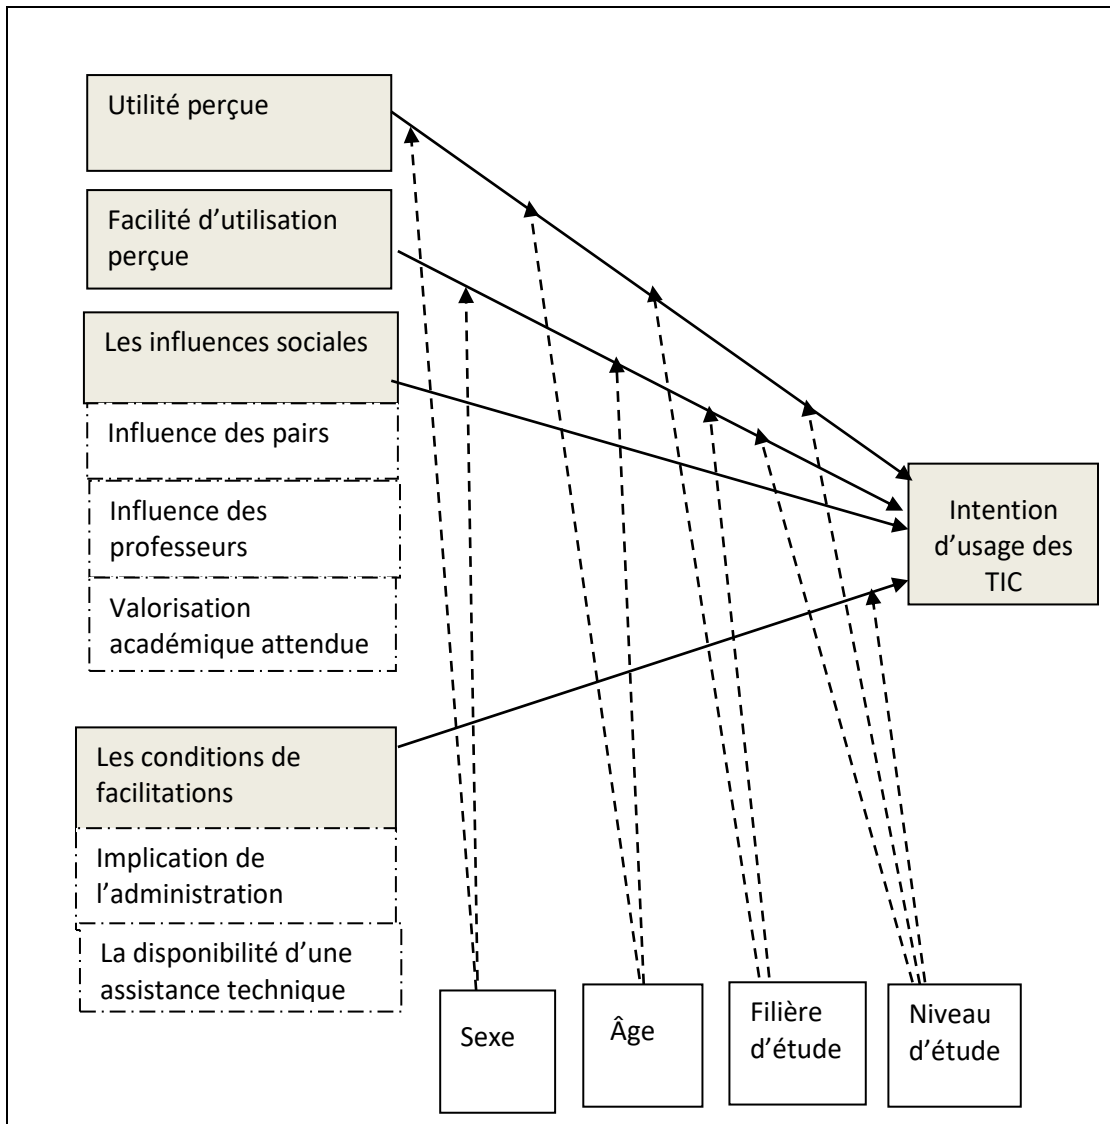 Utilité perçue
Facilité d’utilisation
perçue
Les influences sociales
Influence des pairs
Influence des
professeurs
Valorisation
académique attendue
Intention
d’usage des
TIC
Les conditions de
facilitations
Implication de
l’administration
La disponibilité d’une
assistance technique
Sexe
Âge
Filière
d’étude
Niveau
d’étude